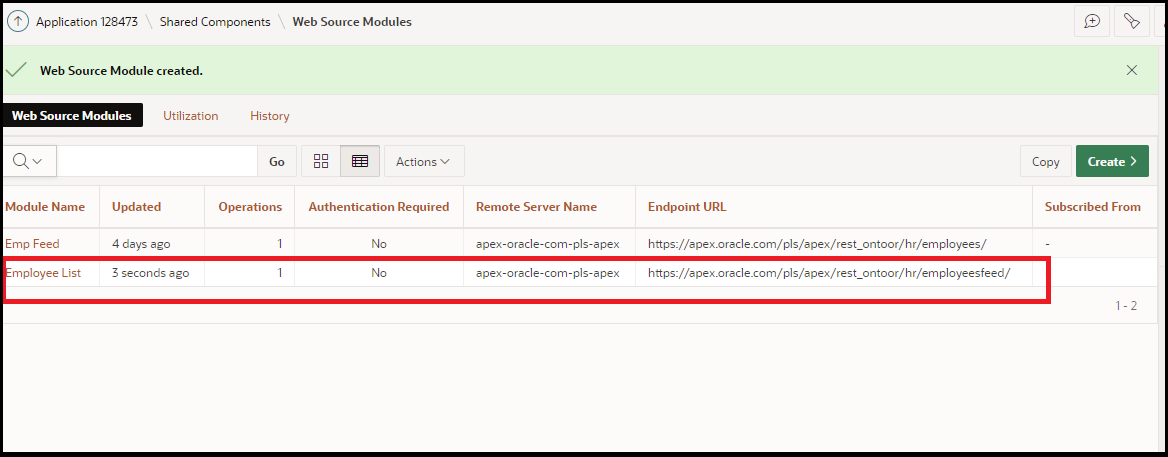 Application 128473 \ Shared Components \ Web Source Modules
Web Source Module created.
Web Source Modules Utilization History
Go Actions Copy Create
Module Name Updated Operations Authentication Required Remote Server Name Endpoint URL Subscribed From
Emp Feed 4 days ago 1 No apex-oracle-com-pls-apex https://apex.oracle.com/pls/apex/rest_ontoor/hr/employees/ -
Employee List 3 seconds ago 1 No apex-oracle-com-pls-apex https://apex.oracle.com/pls/apex/rest_ontoor/hr/employeesfeed/
1 - 2